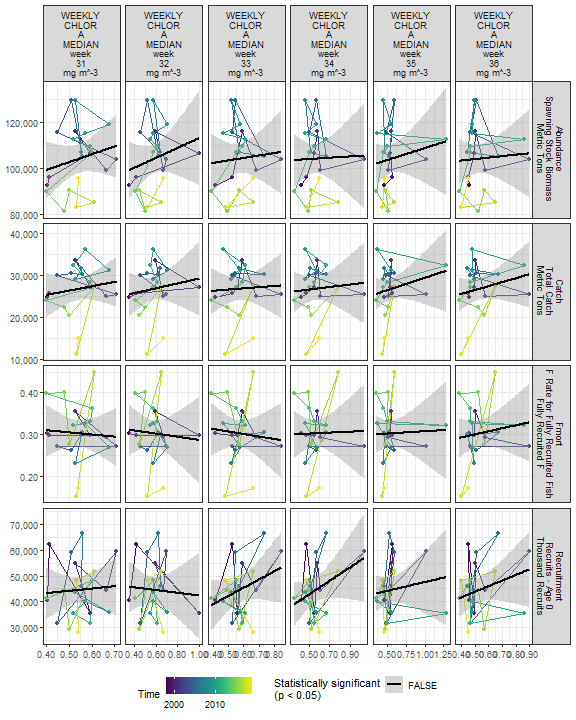 WEEKLY
CHLOR
A
MEDIAN
week
31
mg m^-3
WEEKLY
CHLOR
A
MEDIAN
week
32
mg m^-3
WEEKLY
CHLOR
A
MEDIAN
week
33
mg m^-3
WEEKLY
CHLOR
A
MEDIAN
week
34
mg m^-3
WEEKLY
CHLOR
A
MEDIAN
week
35
mg m^-3
WEEKLY
CHLOR
A
MEDIAN
week
36
mg m^-3
120,000
100,000
80,000
Abundance
Spawning Stock Biomass
Metric Tons
40,000
30,000
20,000
10,000
Catch
Total Catch
Metric Tons
0.40
0.30
0.20
Fmort
F Rate for Fully Recruited Fish
Fully Recruited F
70,000
60,000
50,000
40,000
30,000
Recruitment
Recruits - Age 0
Thousand Recruits
0.40 0.50 0.60 0.70
0.40 0.60 0.80 1.00
0.40 0.60 0.80
0.30 0.50 0.70 0.90
0.50 0.75 1.00 1.25
0.40 0.50 0.60 0.70 0.80 0.90
Time
2000 2010
Statistically significant
(p < 0.05)
FALSE